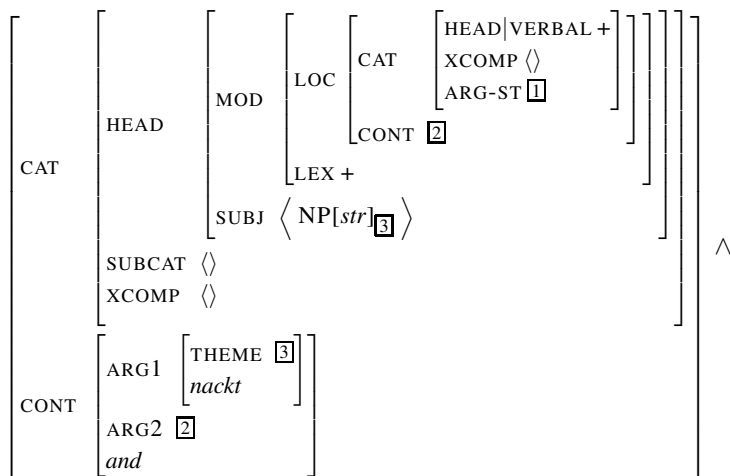 HEAD|VERBAL +
CAT XCOMP ⟨⟩
LOC ARG-ST [1]
MOD
HEAD CONT [2]
CAT LEX +
SUBJ ⟨ NP[str][3] ⟩
SUBCAT ⟨⟩ ∧
XCOMP ⟨⟩
ARG1 THEME [3]
nackt
CONT
ARG2 [2]
and